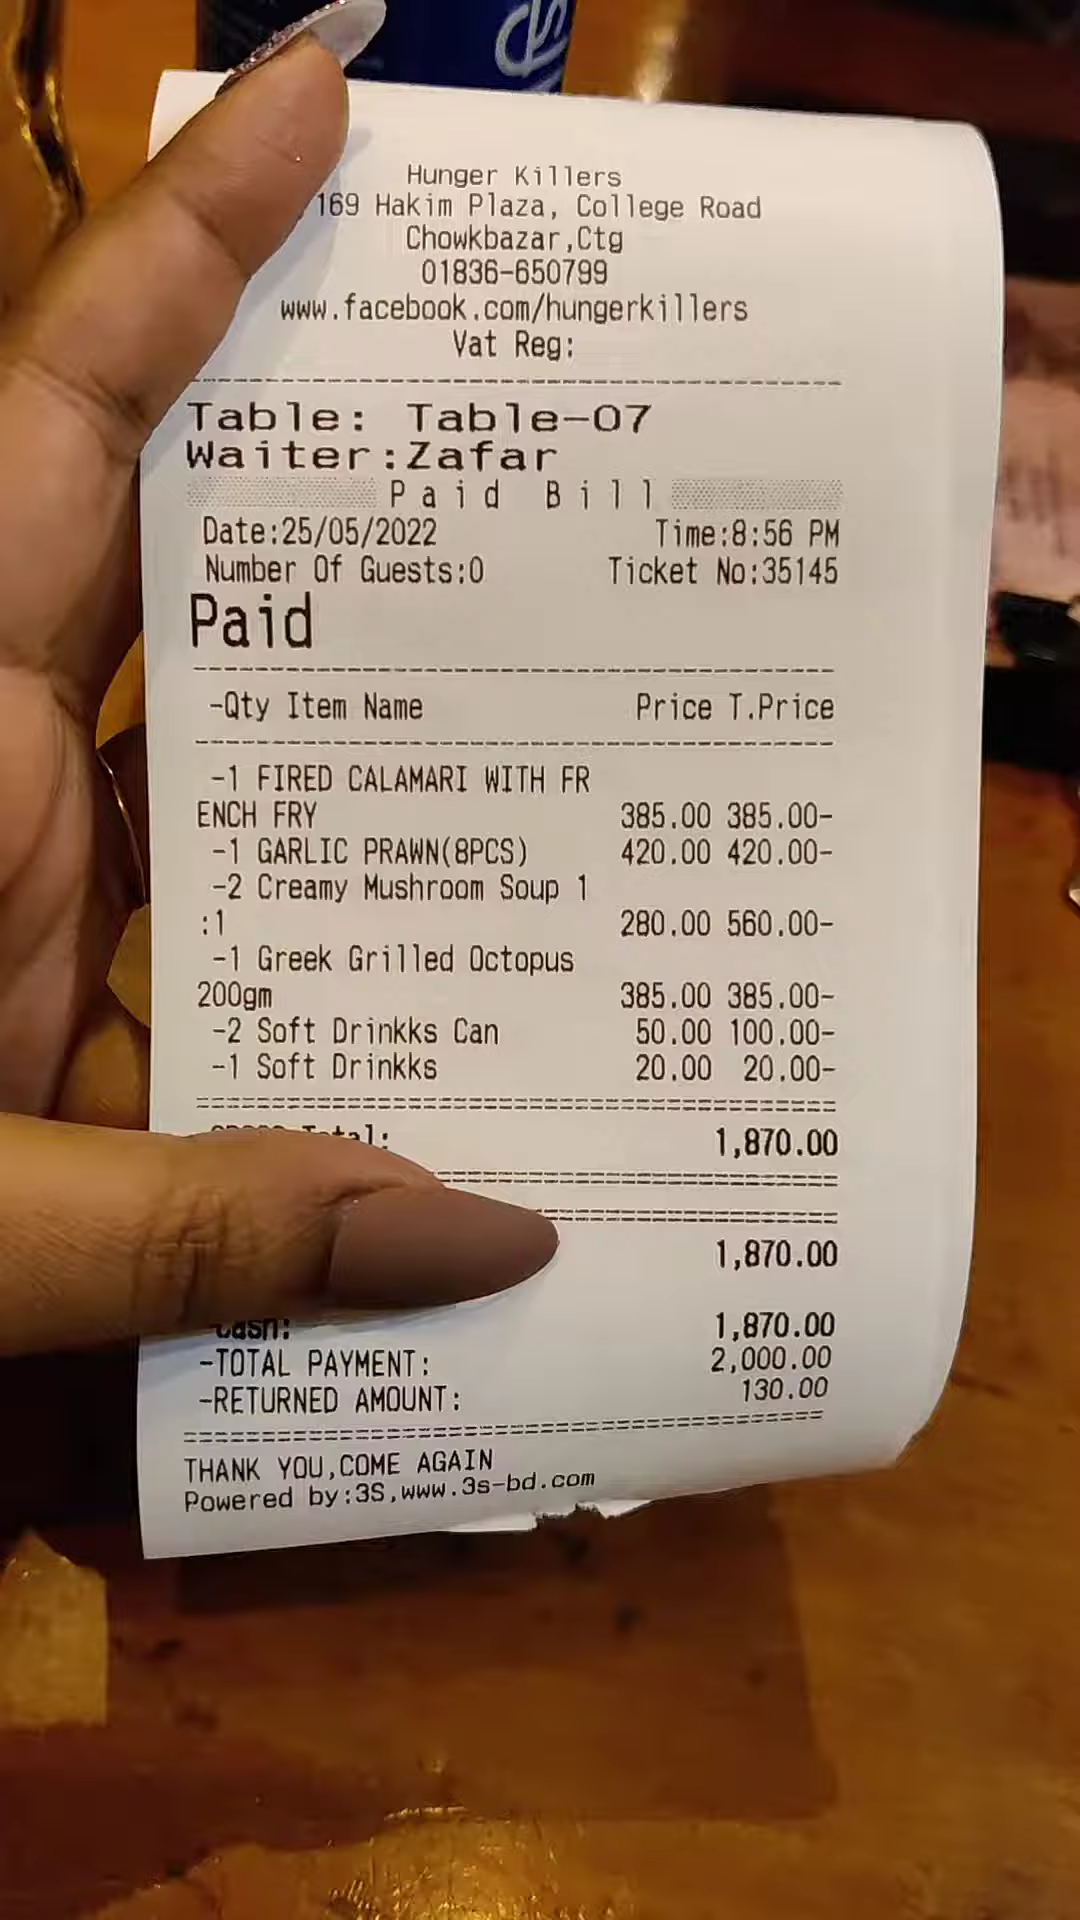 Hunger Killers
169 Hakim Plaza, College Road
Chowkbazar,Ctg
01836-650799
www.facebook.com/hungerkillers
Vat Reg:
Table: Table-07
Waiter:Zafar
Paid Bill
Date:25/05/2022 Time:8:56 PM
Number Of Guests:0 Ticket No:35145
Paid
-Qty Item Name Price T.Price
-1 FIRED CALAMARI WITH FR
ENCH FRY 385.00 385.00-
-1 GARLIC PRAWN(8PCS) 420.00 420.00-
-2 Creamy Mushroom Soup 1
:1 280.00 560.00-
-1 Greek Grilled Octopus
200gm 385.00 385.00-
-2 Soft Drinkks Can 50.00 100.00-
-1 Soft Drinkks 20.00 20.00-
Total: 1,870.00
1,870.00
Cash: 1,870.00
-TOTAL PAYMENT: 2,000.00
-RETURNED AMOUNT: 130.00
THANK YOU,COME AGAIN
Powered by:3S,www.3s-bd.com